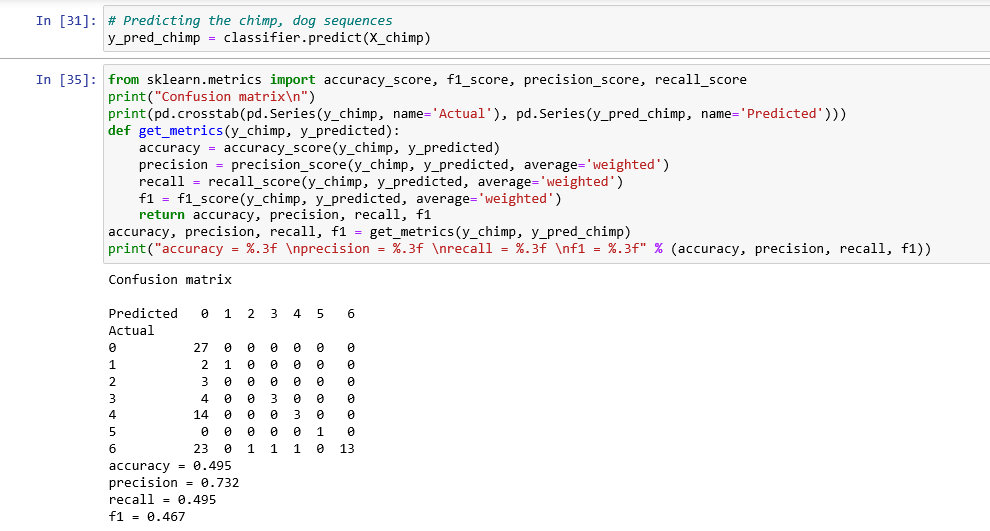 In [31]: # Predicting the chimp, dog sequences
y_pred_chimp = classifier.predict(X_chimp)
In [35]: from sklearn.metrics import accuracy_score, f1_score, precision_score, recall_score
print("Confusion matrix\n")
print(pd.crosstab(pd.Series(y_chimp, name='Actual'), pd.Series(y_pred_chimp, name='Predicted')))
def get_metrics(y_chimp, y_predicted):
    accuracy = accuracy_score(y_chimp, y_predicted)
    precision = precision_score(y_chimp, y_predicted, average='weighted')
    recall = recall_score(y_chimp, y_predicted, average='weighted')
    f1 = f1_score(y_chimp, y_predicted, average='weighted')
    return accuracy, precision, recall, f1
accuracy, precision, recall, f1 = get_metrics(y_chimp, y_pred_chimp)
print("accuracy = %.3f \nprecision = %.3f \nrecall = %.3f \nf1 = %.3f" % (accuracy, precision, recall, f1))
Confusion matrix
Predicted   0  1  2  3  4  5   6
Actual
0          27  0  0  0  0  0   0
1           2  1  0  0  0  0   0
2           3  0  0  0  0  0   0
3           4  0  0  3  0  0   0
4          14  0  0  0  3  0   0
5           0  0  0  0  0  1   0
6          23  0  1  1  1  0  13
accuracy = 0.495
precision = 0.732
recall = 0.495
f1 = 0.467